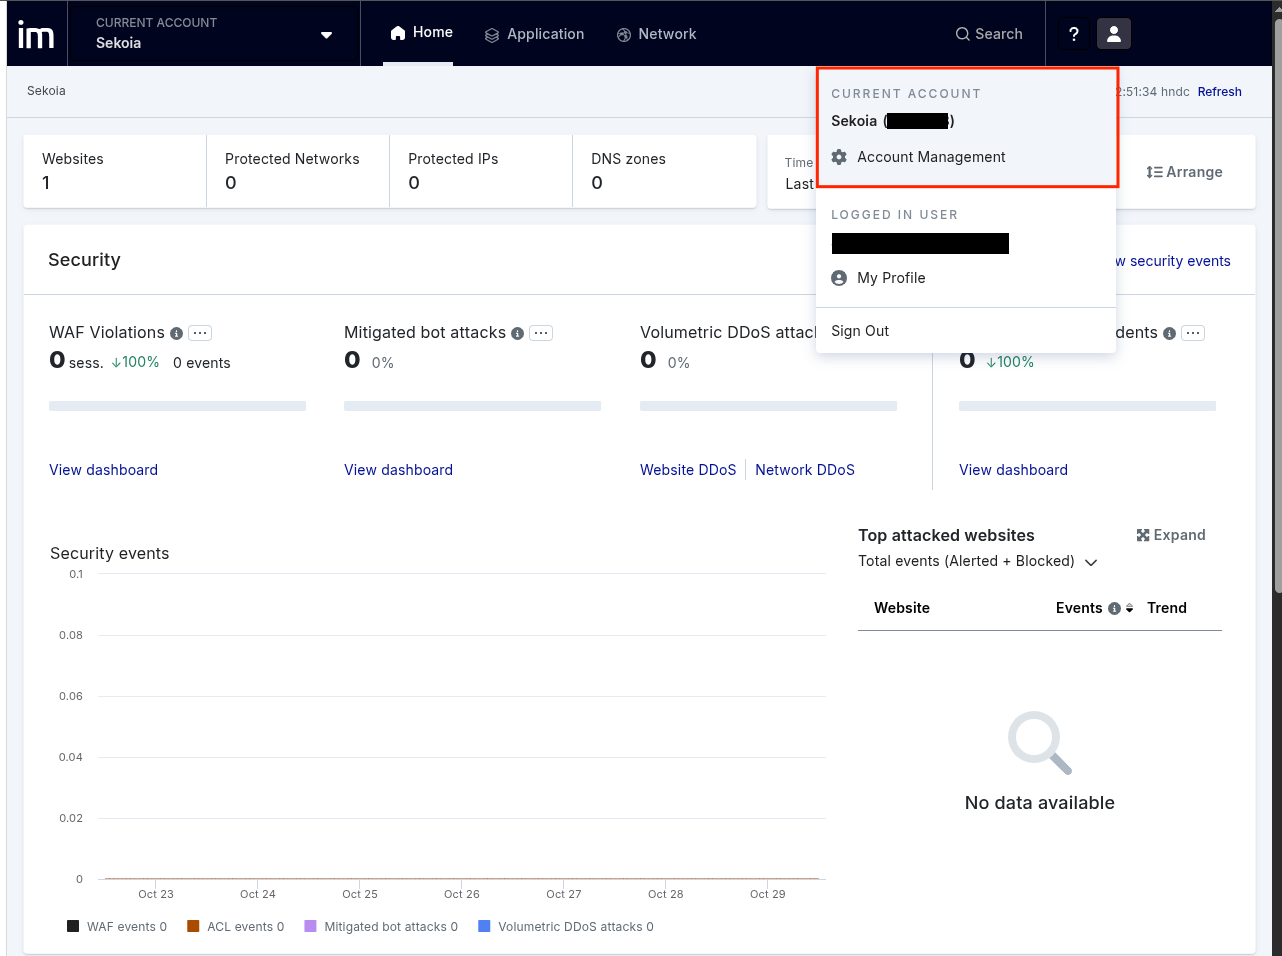 im
CURRENT ACCOUNT
Sekoia
Home
Application
Network
Search
?
Sekoia
2:51:34 hndc Refresh
CURRENT ACCOUNT
Sekoia ( )
Account Management
LOGGED IN USER
My Profile
Sign Out
Websites
1
Protected Networks
0
Protected IPs
0
DNS zones
0
Time
Last
Arrange
Security
w security events
WAF Violations
0 sess. ↓100% 0 events
View dashboard
Mitigated bot attacks
0 0%
View dashboard
Volumetric DDoS attac
0 0%
Website DDoS Network DDoS
dents
0 ↓100%
View dashboard
Security events
0.1
0.08
0.06
0.04
0.02
0
Oct 23 Oct 24 Oct 25 Oct 26 Oct 27 Oct 28 Oct 29
WAF events 0 ACL events 0 Mitigated bot attacks 0 Volumetric DDoS attacks 0
Top attacked websites
Expand
Total events (Alerted + Blocked)
Website Events Trend
No data available